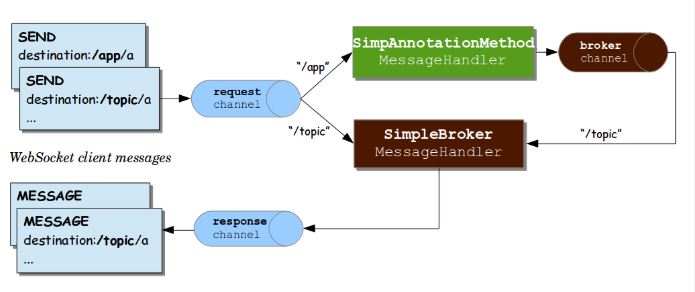 SEND
destination:/app/a
SEND
destination:/topic/a
...
WebSocket client messages
request
channel
"/app"
"/topic"
SimpAnnotationMethod
MessageHandler
broker
channel
SimpleBroker
MessageHandler
"/topic"
MESSAGE
MESSAGE
destination:/topic/a
...
response
channel